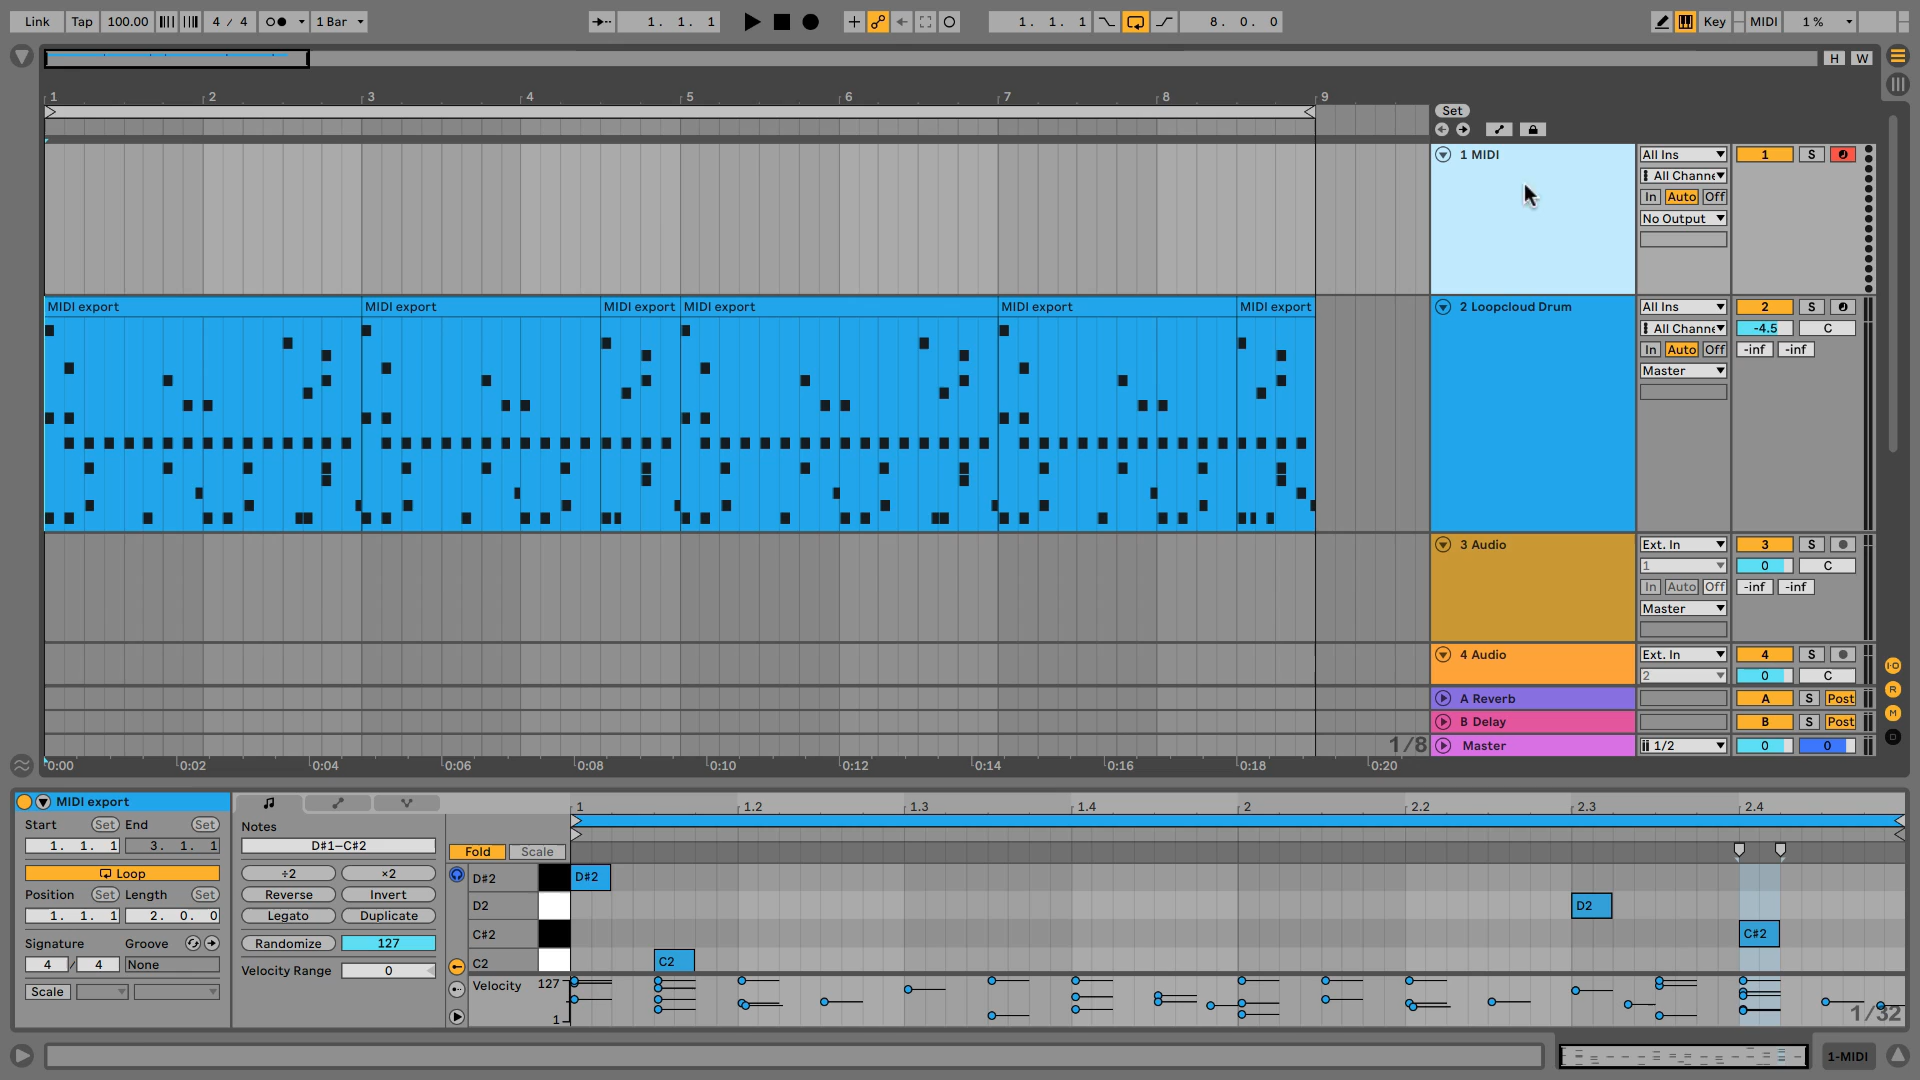 Link Tap 100.00 4 / 4 1 Bar 1. 1. 1 1. 1. 1 8. 0. 0 Key MIDI 1 %
H W
1 2 3 4 5 6 7 8 9
Set
1 MIDI All Ins 1 S
All Channe
In Auto Off
No Output
MIDI export MIDI export MIDI export MIDI export MIDI export MIDI export
2 Loopcloud Drum All Ins 2 S
All Channe -4.5 C
In Auto Off -inf -inf
Master
3 Audio Ext. In 3 S
1 0 C
In Auto Off -inf -inf
Master
4 Audio Ext. In 4 S
2 0 C
A Reverb A S Post
B Delay B S Post
1/8 Master 1/2 0 0
0:00 0:02 0:04 0:06 0:08 0:10 0:12 0:14 0:16 0:18 0:20
I·O
R
M
D
MIDI export
Start Set End Set
1. 1. 1 3. 1. 1
Loop
Position Set Length Set
1. 1. 1 2. 0. 0
Signature Groove
4 / 4 None
Scale
Notes
D#1–C#2
÷2 ×2
Reverse Invert
Legato Duplicate
Randomize 127
Velocity Range 0
1 1.2 1.3 1.4 2 2.2 2.3 2.4
Fold Scale
D#2 D#2
D2 D2
C#2 C#2
C2 C2
Velocity 127
1
1/32
1-MIDI